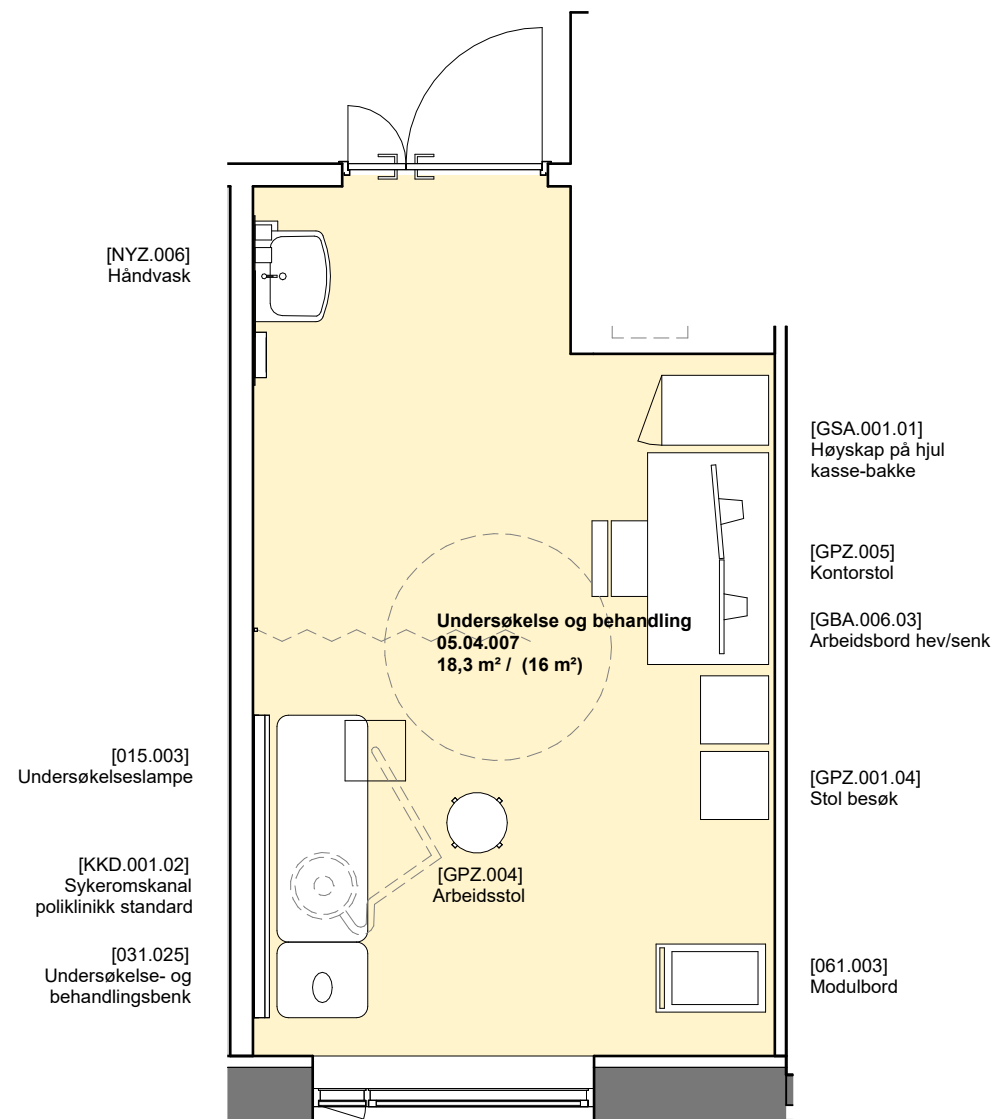 [NYZ.006]
Håndvask
[GSA.001.01]
Høyskap på hjul
kasse-bakke
[GPZ.005]
Kontorstol
[GBA.006.03]
Arbeidsbord hev/senk
Undersøkelse og behandling
05.04.007
18,3 m² / (16 m²)
[015.003]
Undersøkelseslampe
[GPZ.001.04]
Stol besøk
[KKD.001.02]
Sykeromskanal
poliklinikk standard
[GPZ.004]
Arbeidsstol
[031.025]
Undersøkelse- og
behandlingsbenk
[061.003]
Modulbord